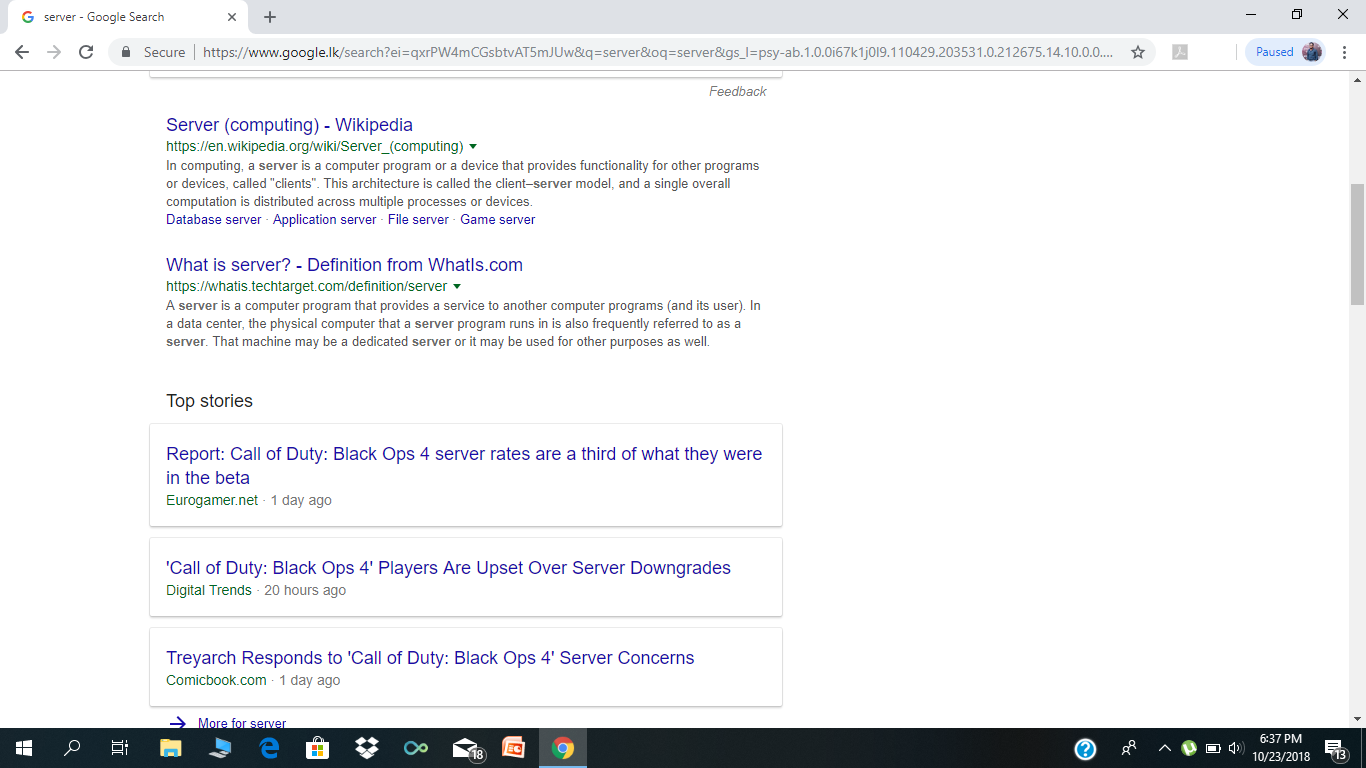 server - Google Search
Secure
https://www.google.lk/search?ei=qxrPW4mCGsbtvAT5mJUw&q=server&oq=server&gs_l=psy-ab.1.0.0i67k1j0l9.110429.203531.0.212675.14.10.0.0....
Paused
Feedback
Server (computing) - Wikipedia
https://en.wikipedia.org/wiki/Server_(computing)
In computing, a server is a computer program or a device that provides functionality for other programs
or devices, called "clients". This architecture is called the client–server model, and a single overall
computation is distributed across multiple processes or devices.
Database server · Application server · File server · Game server
What is server? - Definition from WhatIs.com
https://whatis.techtarget.com/definition/server
A server is a computer program that provides a service to another computer programs (and its user). In
a data center, the physical computer that a server program runs in is also frequently referred to as a
server. That machine may be a dedicated server or it may be used for other purposes as well.
Top stories
Report: Call of Duty: Black Ops 4 server rates are a third of what they were
in the beta
Eurogamer.net · 1 day ago
'Call of Duty: Black Ops 4' Players Are Upset Over Server Downgrades
Digital Trends · 20 hours ago
Treyarch Responds to 'Call of Duty: Black Ops 4' Server Concerns
Comicbook.com · 1 day ago
More for server
18
6:37 PM
10/23/2018
13